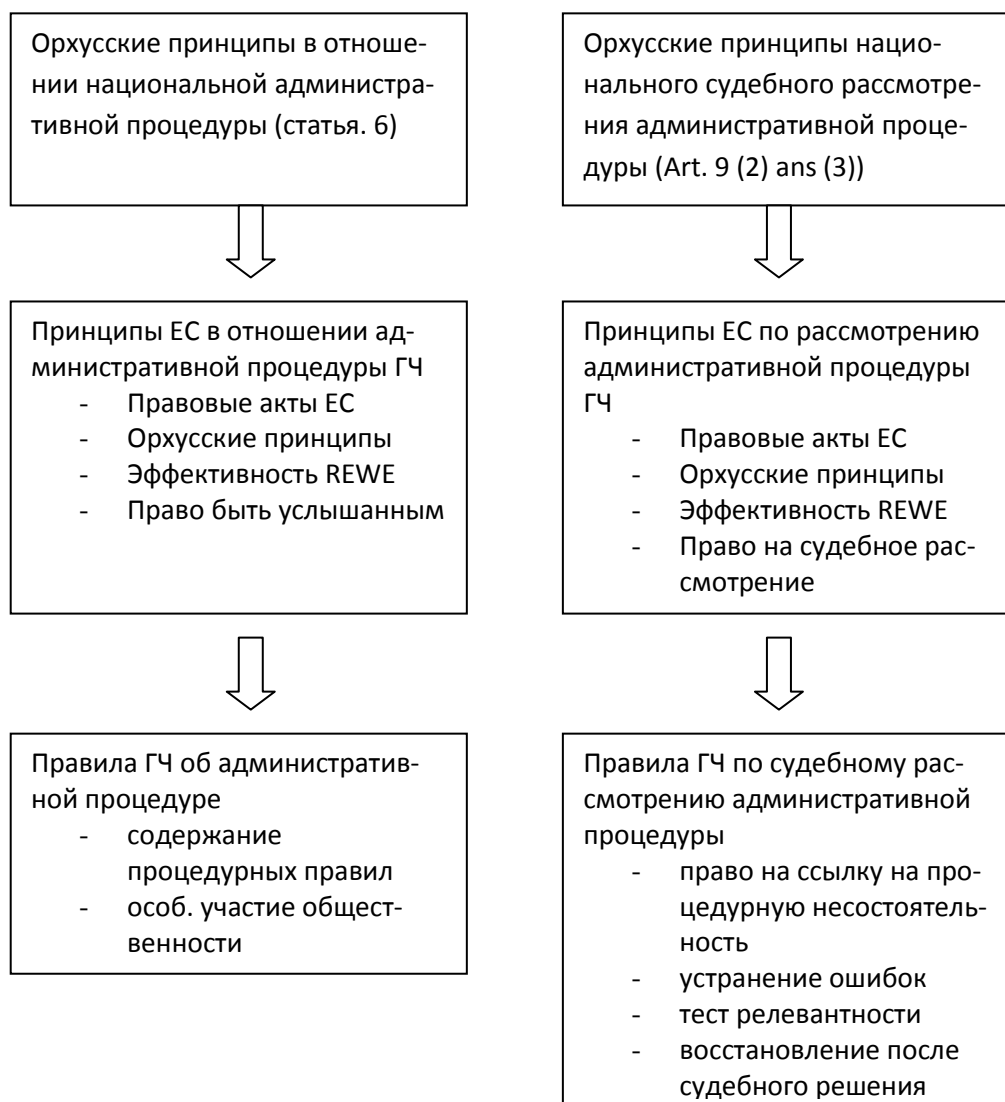 Орхусские принципы в отноше-
нии национальной администра-
тивной процедуры (статья. 6)
Орхусские принципы нацио-
нального судебного рассмотре-
ния административной проце-
дуры (Art. 9 (2) ans (3))
Принципы ЕС в отношении ад-
министративной процедуры ГЧ
- Правовые акты ЕС
- Орхусские принципы
- Эффективность REWE
- Право быть услышанным
Принципы ЕС по рассмотрению
административной процедуры
ГЧ
- Правовые акты ЕС
- Орхусские принципы
- Эффективность REWE
- Право на судебное рас-
смотрение
Правила ГЧ об административ-
ной процедуре
- содержание
процедурных правил
- особ. участие общест-
венности
Правила ГЧ по судебному рас-
смотрению административной
процедуры
- право на ссылку на про-
цедурную несостоятель-
ность
- устранение ошибок
- тест релевантности
- восстановление после
судебного решения